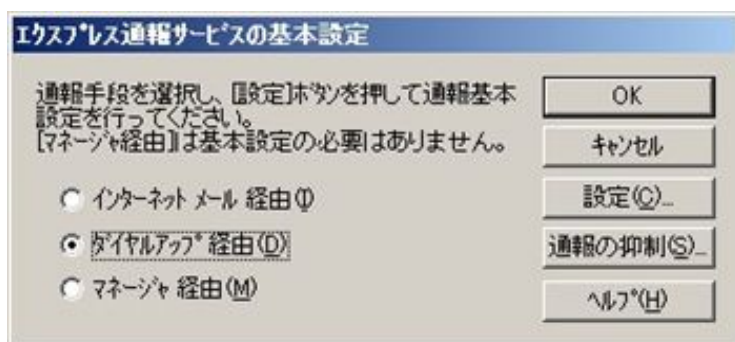 ｴｸｽﾌﾟﾚｽ通報ｻｰﾋﾞｽの基本設定
通報手段を選択し、[設定]ﾎﾞﾀﾝを押して通報基本
設定を行ってください。
[ﾏﾈｰｼﾞｬ経由]は基本設定の必要はありません。
ｲﾝﾀｰﾈｯﾄ ﾒｰﾙ 経由(I)
ﾀﾞｲﾔﾙｱｯﾌﾟ 経由(D)
ﾏﾈｰｼﾞｬ 経由(M)
OK
ｷｬﾝｾﾙ
設定(C)...
通報の抑制(S)...
ﾍﾙﾌﾟ(H)